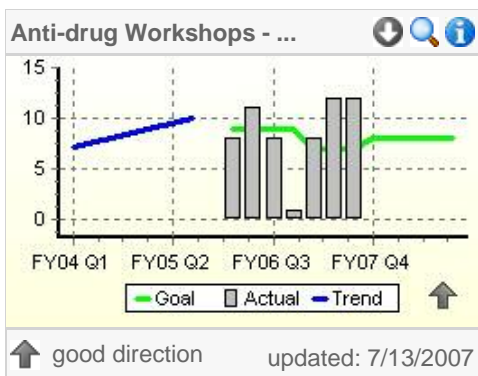 Anti-drug Workshops - ...
15
10
5
0
FY04 Q1 FY05 Q2 FY06 Q3 FY07 Q4
Goal Actual Trend
good direction updated: 7/13/2007